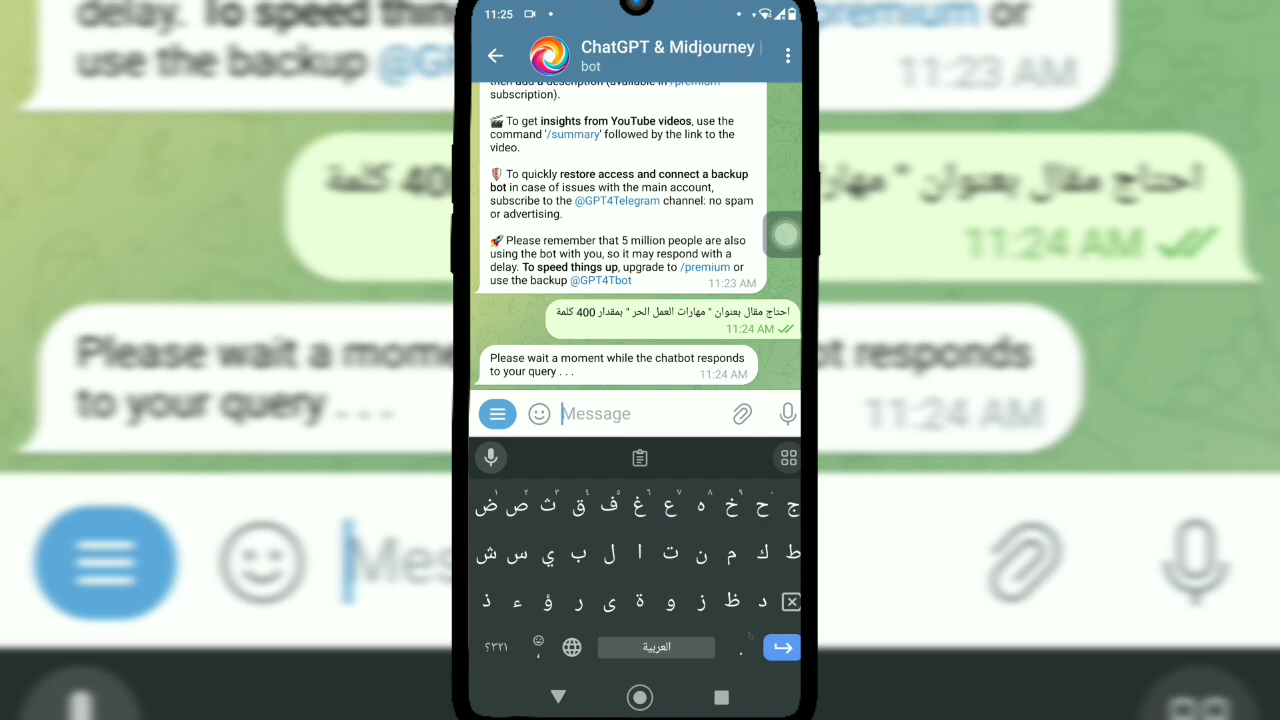 11:25
ChatGPT & Midjourney
bot
subscription).
🎬 To get insights from YouTube videos, use the
command '/summary' followed by the link to the
video.
🛡 To quickly restore access and connect a backup
bot in case of issues with the main account,
subscribe to the @GPT4Telegram channel: no spam
or advertising.
🚀 Please remember that 5 million people are also
using the bot with you, so it may respond with a
delay. To speed things up, upgrade to /premium or
use the backup @GPT4Tbot
11:23 AM
احتاج مقال بعنوان " مهارات العمل الحر " بمقدار 400 كلمة
11:24 AM
Please wait a moment while the chatbot responds
to your query . . .
11:24 AM
Message
ض ص ث ق ف غ ع ه خ ح ج
ش س ي ب ل ا ت ن م ك ط
ذ ء ؤ ر ى ة و ز ظ د
؟٣٢١
العربية